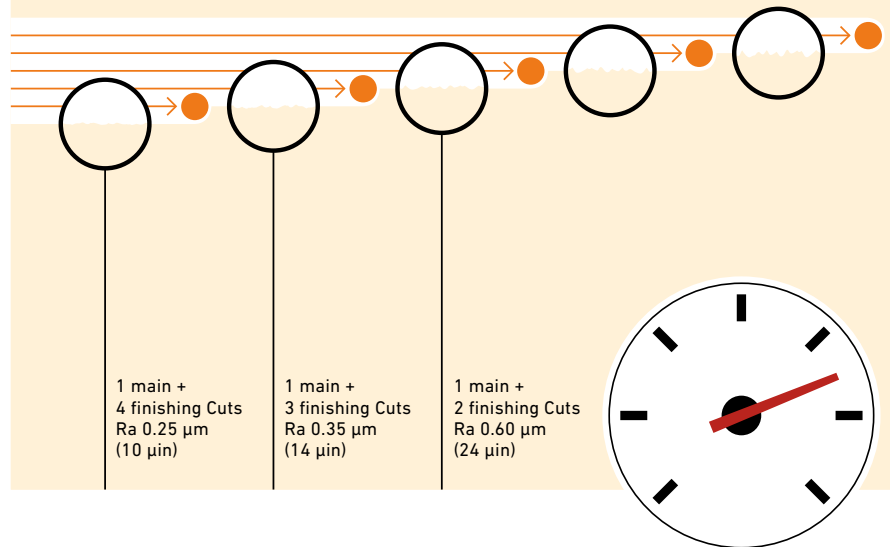 1 main +
4 finishing Cuts
Ra 0.25 µm
(10 µin)
1 main +
3 finishing Cuts
Ra 0.35 µm
(14 µin)
1 main +
2 finishing Cuts
Ra 0.60 µm
(24 µin)